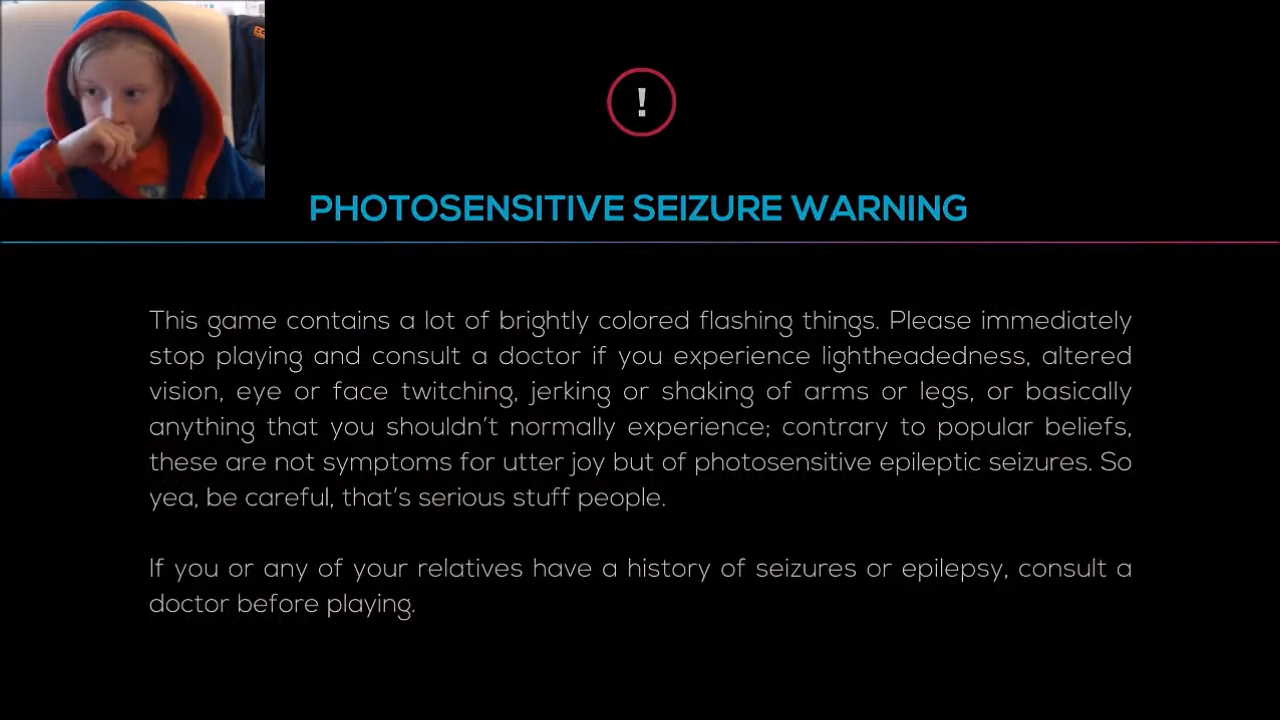 !
PHOTOSENSITIVE SEIZURE WARNING
This game contains a lot of brightly colored flashing things. Please immediately
stop playing and consult a doctor if you experience lightheadedness, altered
vision, eye or face twitching, jerking or shaking of arms or legs, or basically
anything that you shouldn't normally experience; contrary to popular beliefs,
these are not symptoms for utter joy but of photosensitive epileptic seizures. So
yea, be careful, that's serious stuff people.
If you or any of your relatives have a history of seizures or epilepsy, consult a
doctor before playing.